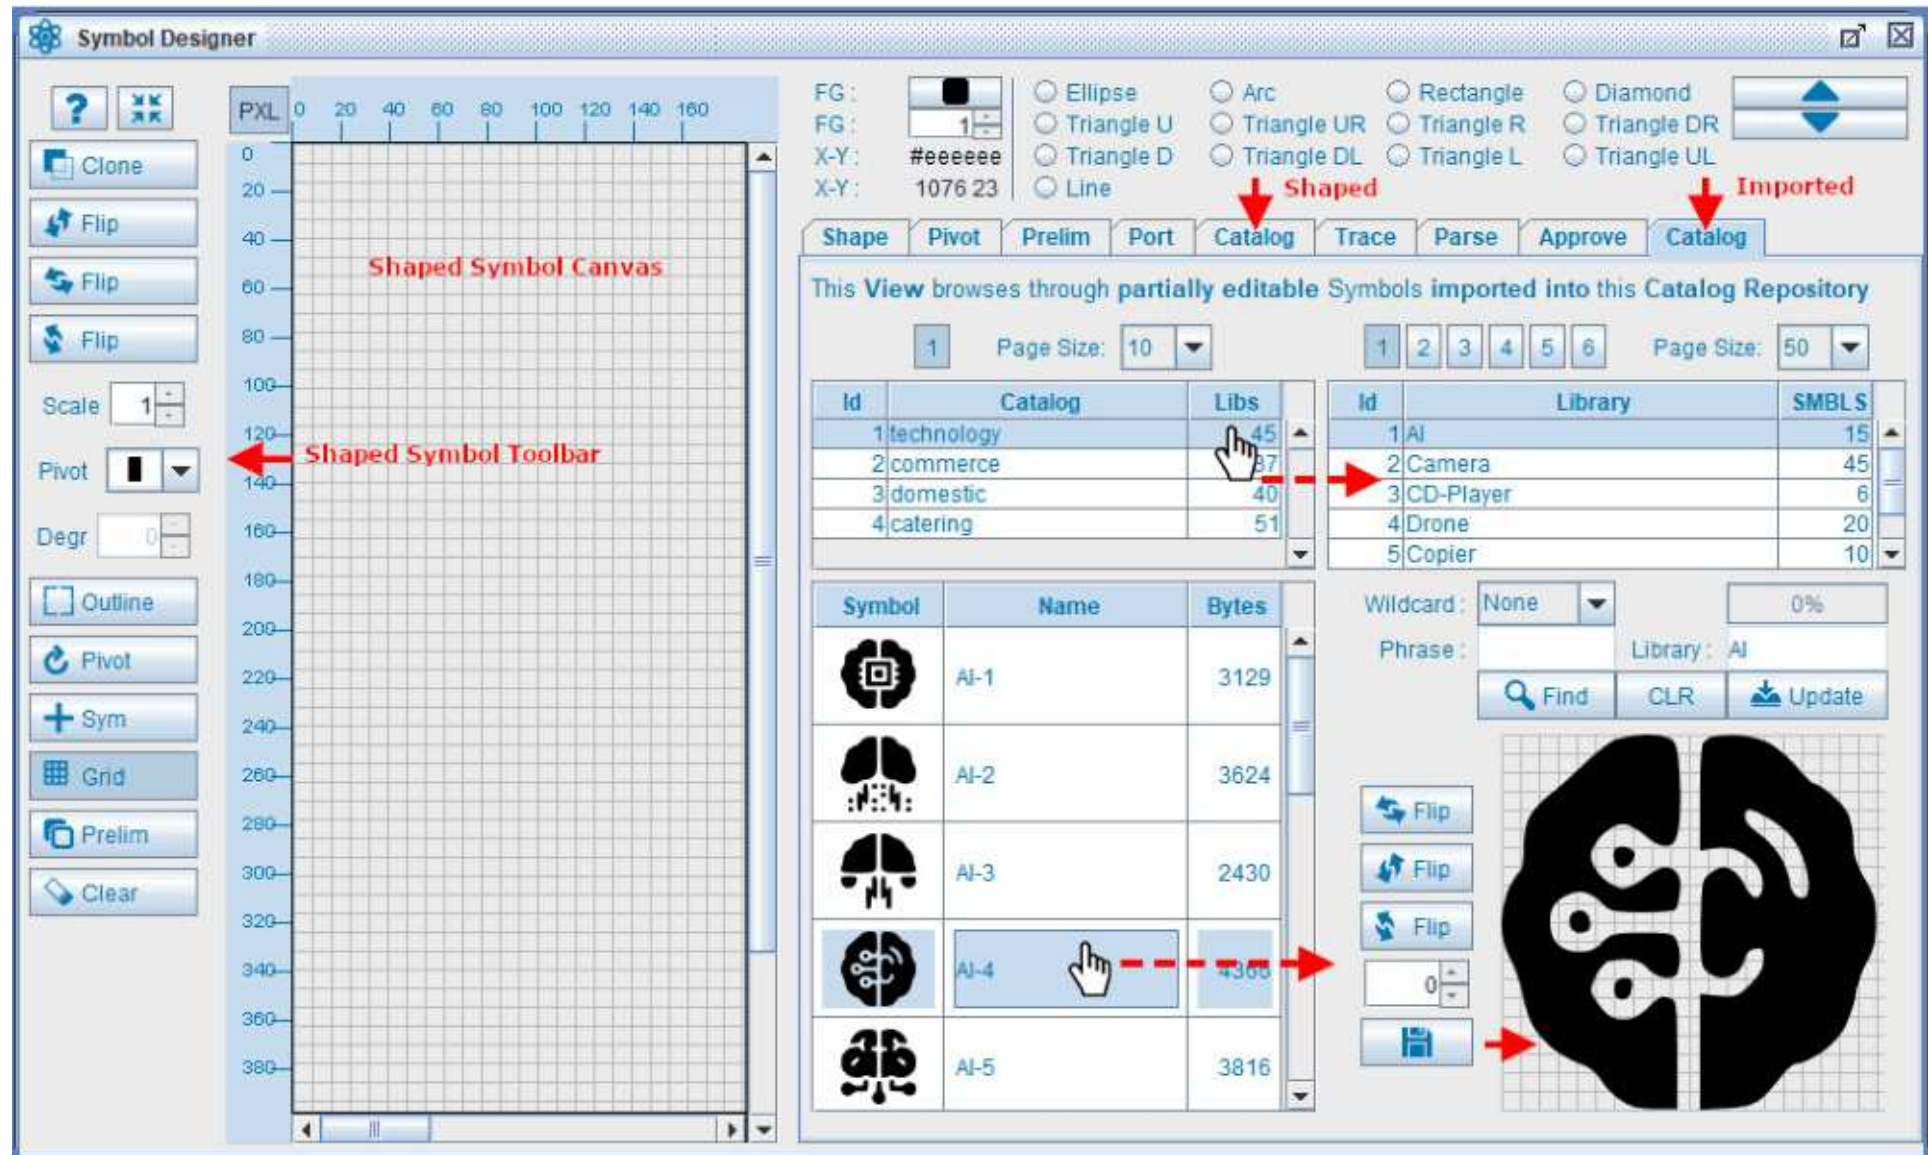 Symbol Designer
?
Clone
Flip
Flip
Flip
Scale 1
Pivot
Degr 0
Outline
Pivot
Sym
Grid
Prelim
Clear
PXL 0 20 40 60 80 100 120 140 160
0
20
40
60
80
100
120
140
160
180
200
220
240
260
280
300
320
340
360
380
Shaped Symbol Canvas
Shaped Symbol Toolbar
FG : Ellipse Arc Rectangle Diamond
FG : 1 Triangle U Triangle UR Triangle R Triangle DR
X-Y : #eeeeee Triangle D Triangle DL Triangle L Triangle UL
X-Y : 1076 23 Line
Shaped Imported
Shape Pivot Prelim Port Catalog Trace Parse Approve Catalog
This View browses through partially editable Symbols imported into this Catalog Repository
1 Page Size: 10
1 2 3 4 5 6 Page Size: 50
Id Catalog Libs
1 technology 45
2 commerce 37
3 domestic 40
4 catering 51
Id Library SMBLS
1 AI 15
2 Camera 45
3 CD-Player 6
4 Drone 20
5 Copier 10
Symbol Name Bytes
AI-1 3129
AI-2 3624
AI-3 2430
AI-4 4366
AI-5 3816
Wildcard : None 0%
Phrase : Library : AI
Find CLR Update
Flip
Flip
Flip
0